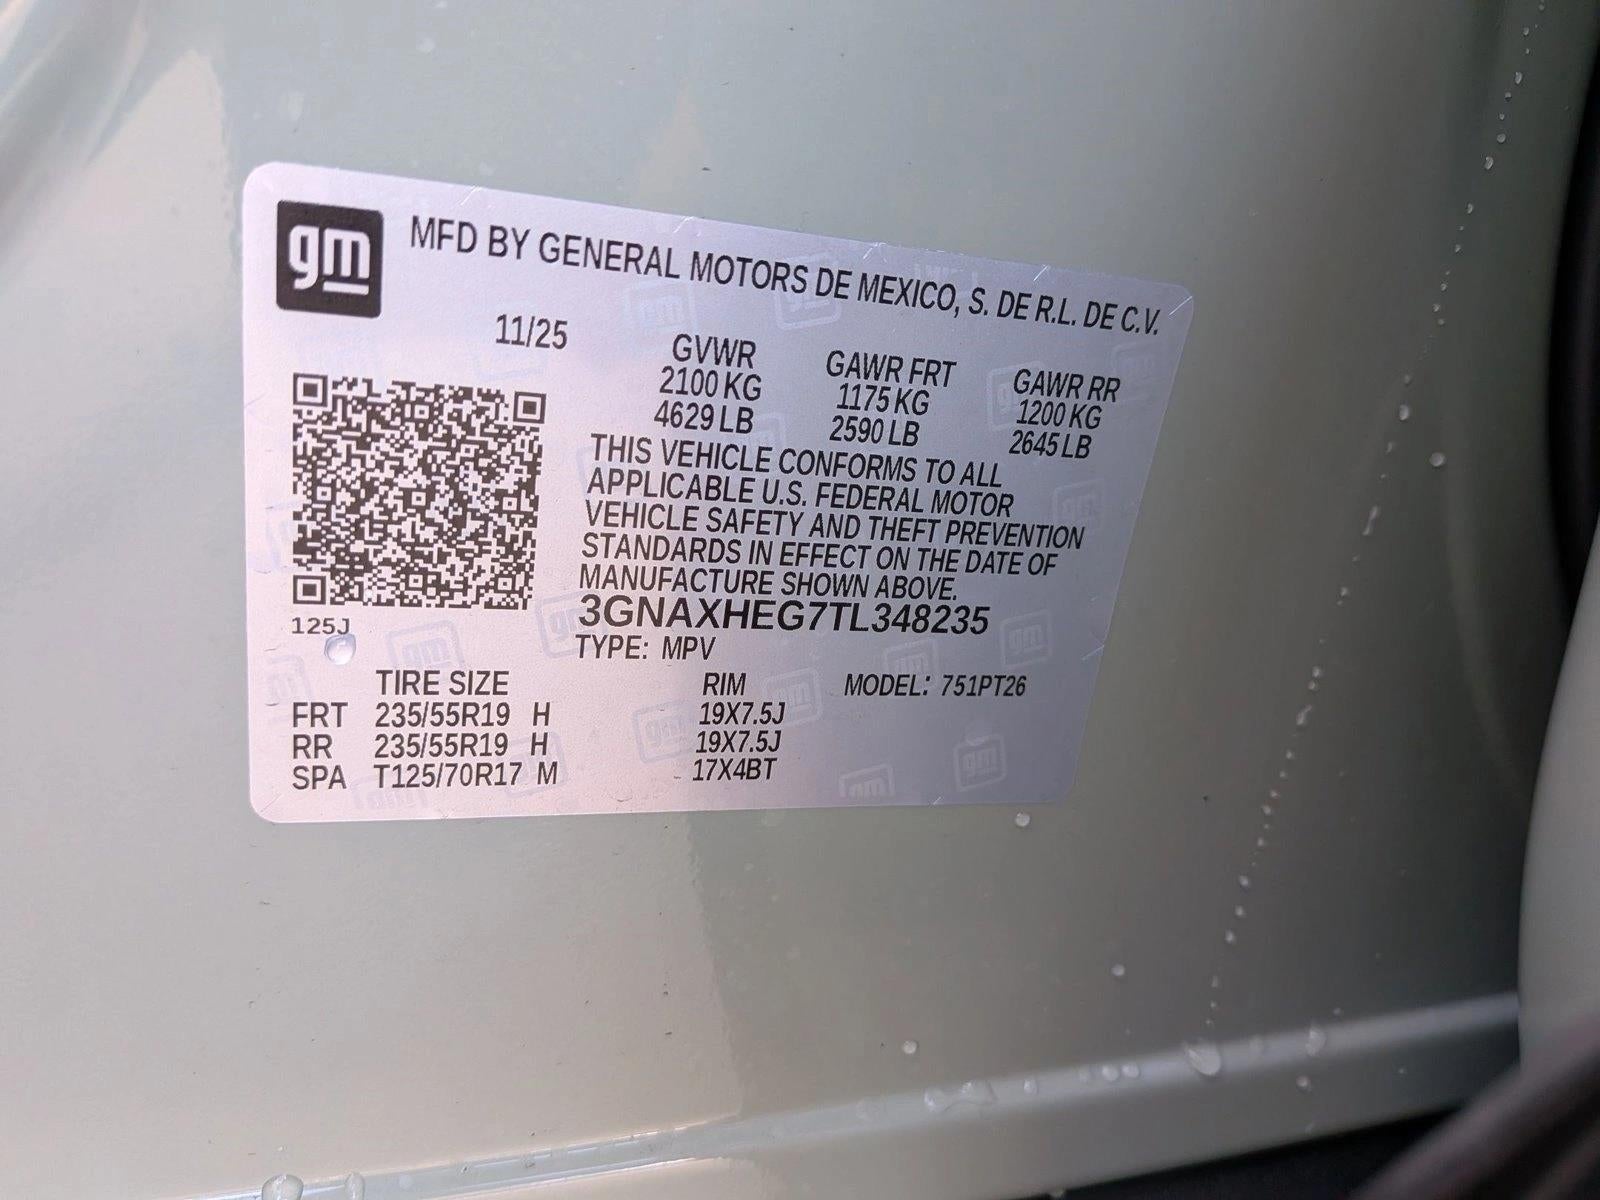 gm MFD BY GENERAL MOTORS DE MEXICO, S. DE R.L. DE C.V.
11/25
GVWR GAWR FRT GAWR RR
2100 KG 1175 KG 1200 KG
4629 LB 2590 LB 2645 LB
THIS VEHICLE CONFORMS TO ALL
APPLICABLE U.S. FEDERAL MOTOR
VEHICLE SAFETY AND THEFT PREVENTION
STANDARDS IN EFFECT ON THE DATE OF
MANUFACTURE SHOWN ABOVE.
3GNAXHEG7TL348235
125J
TYPE: MPV
TIRE SIZE RIM MODEL: 751PT26
FRT 235/55R19 H 19X7.5J
RR 235/55R19 H 19X7.5J
SPA T125/70R17 M 17X4BT